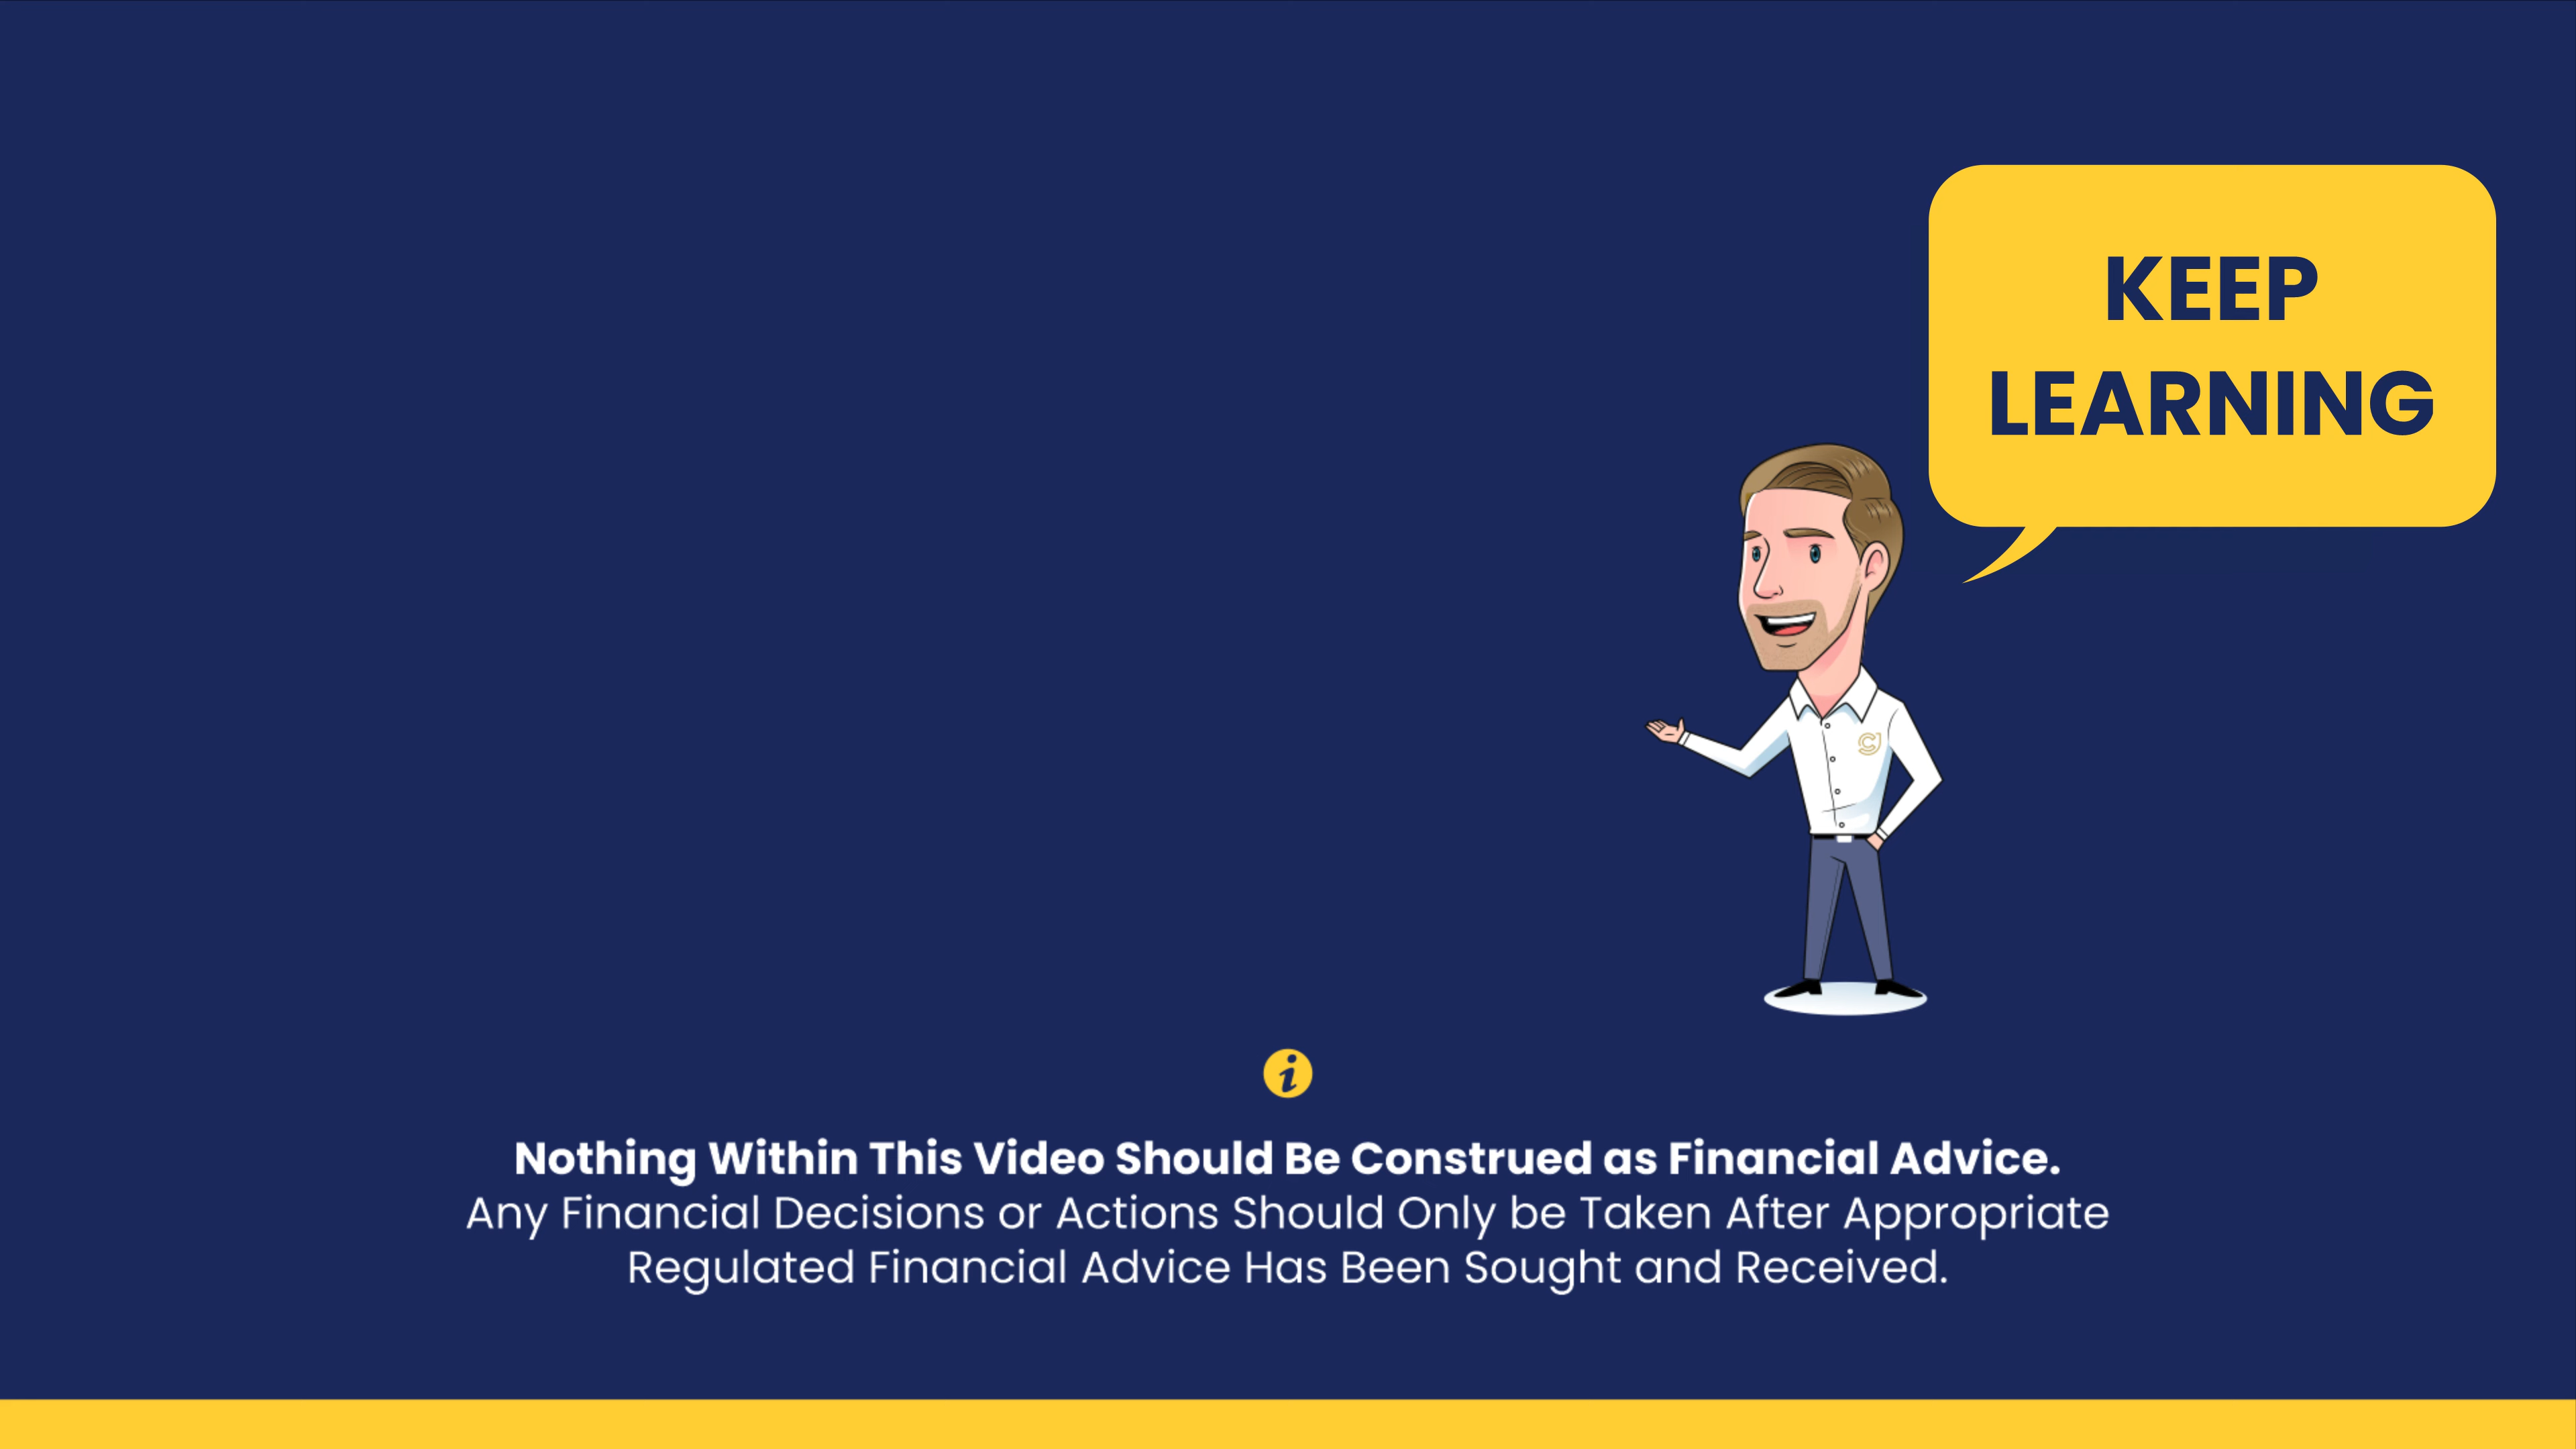 KEEP
LEARNING
CJ
i
Nothing Within This Video Should Be Construed as Financial Advice.
Any Financial Decisions or Actions Should Only be Taken After Appropriate
Regulated Financial Advice Has Been Sought and Received.